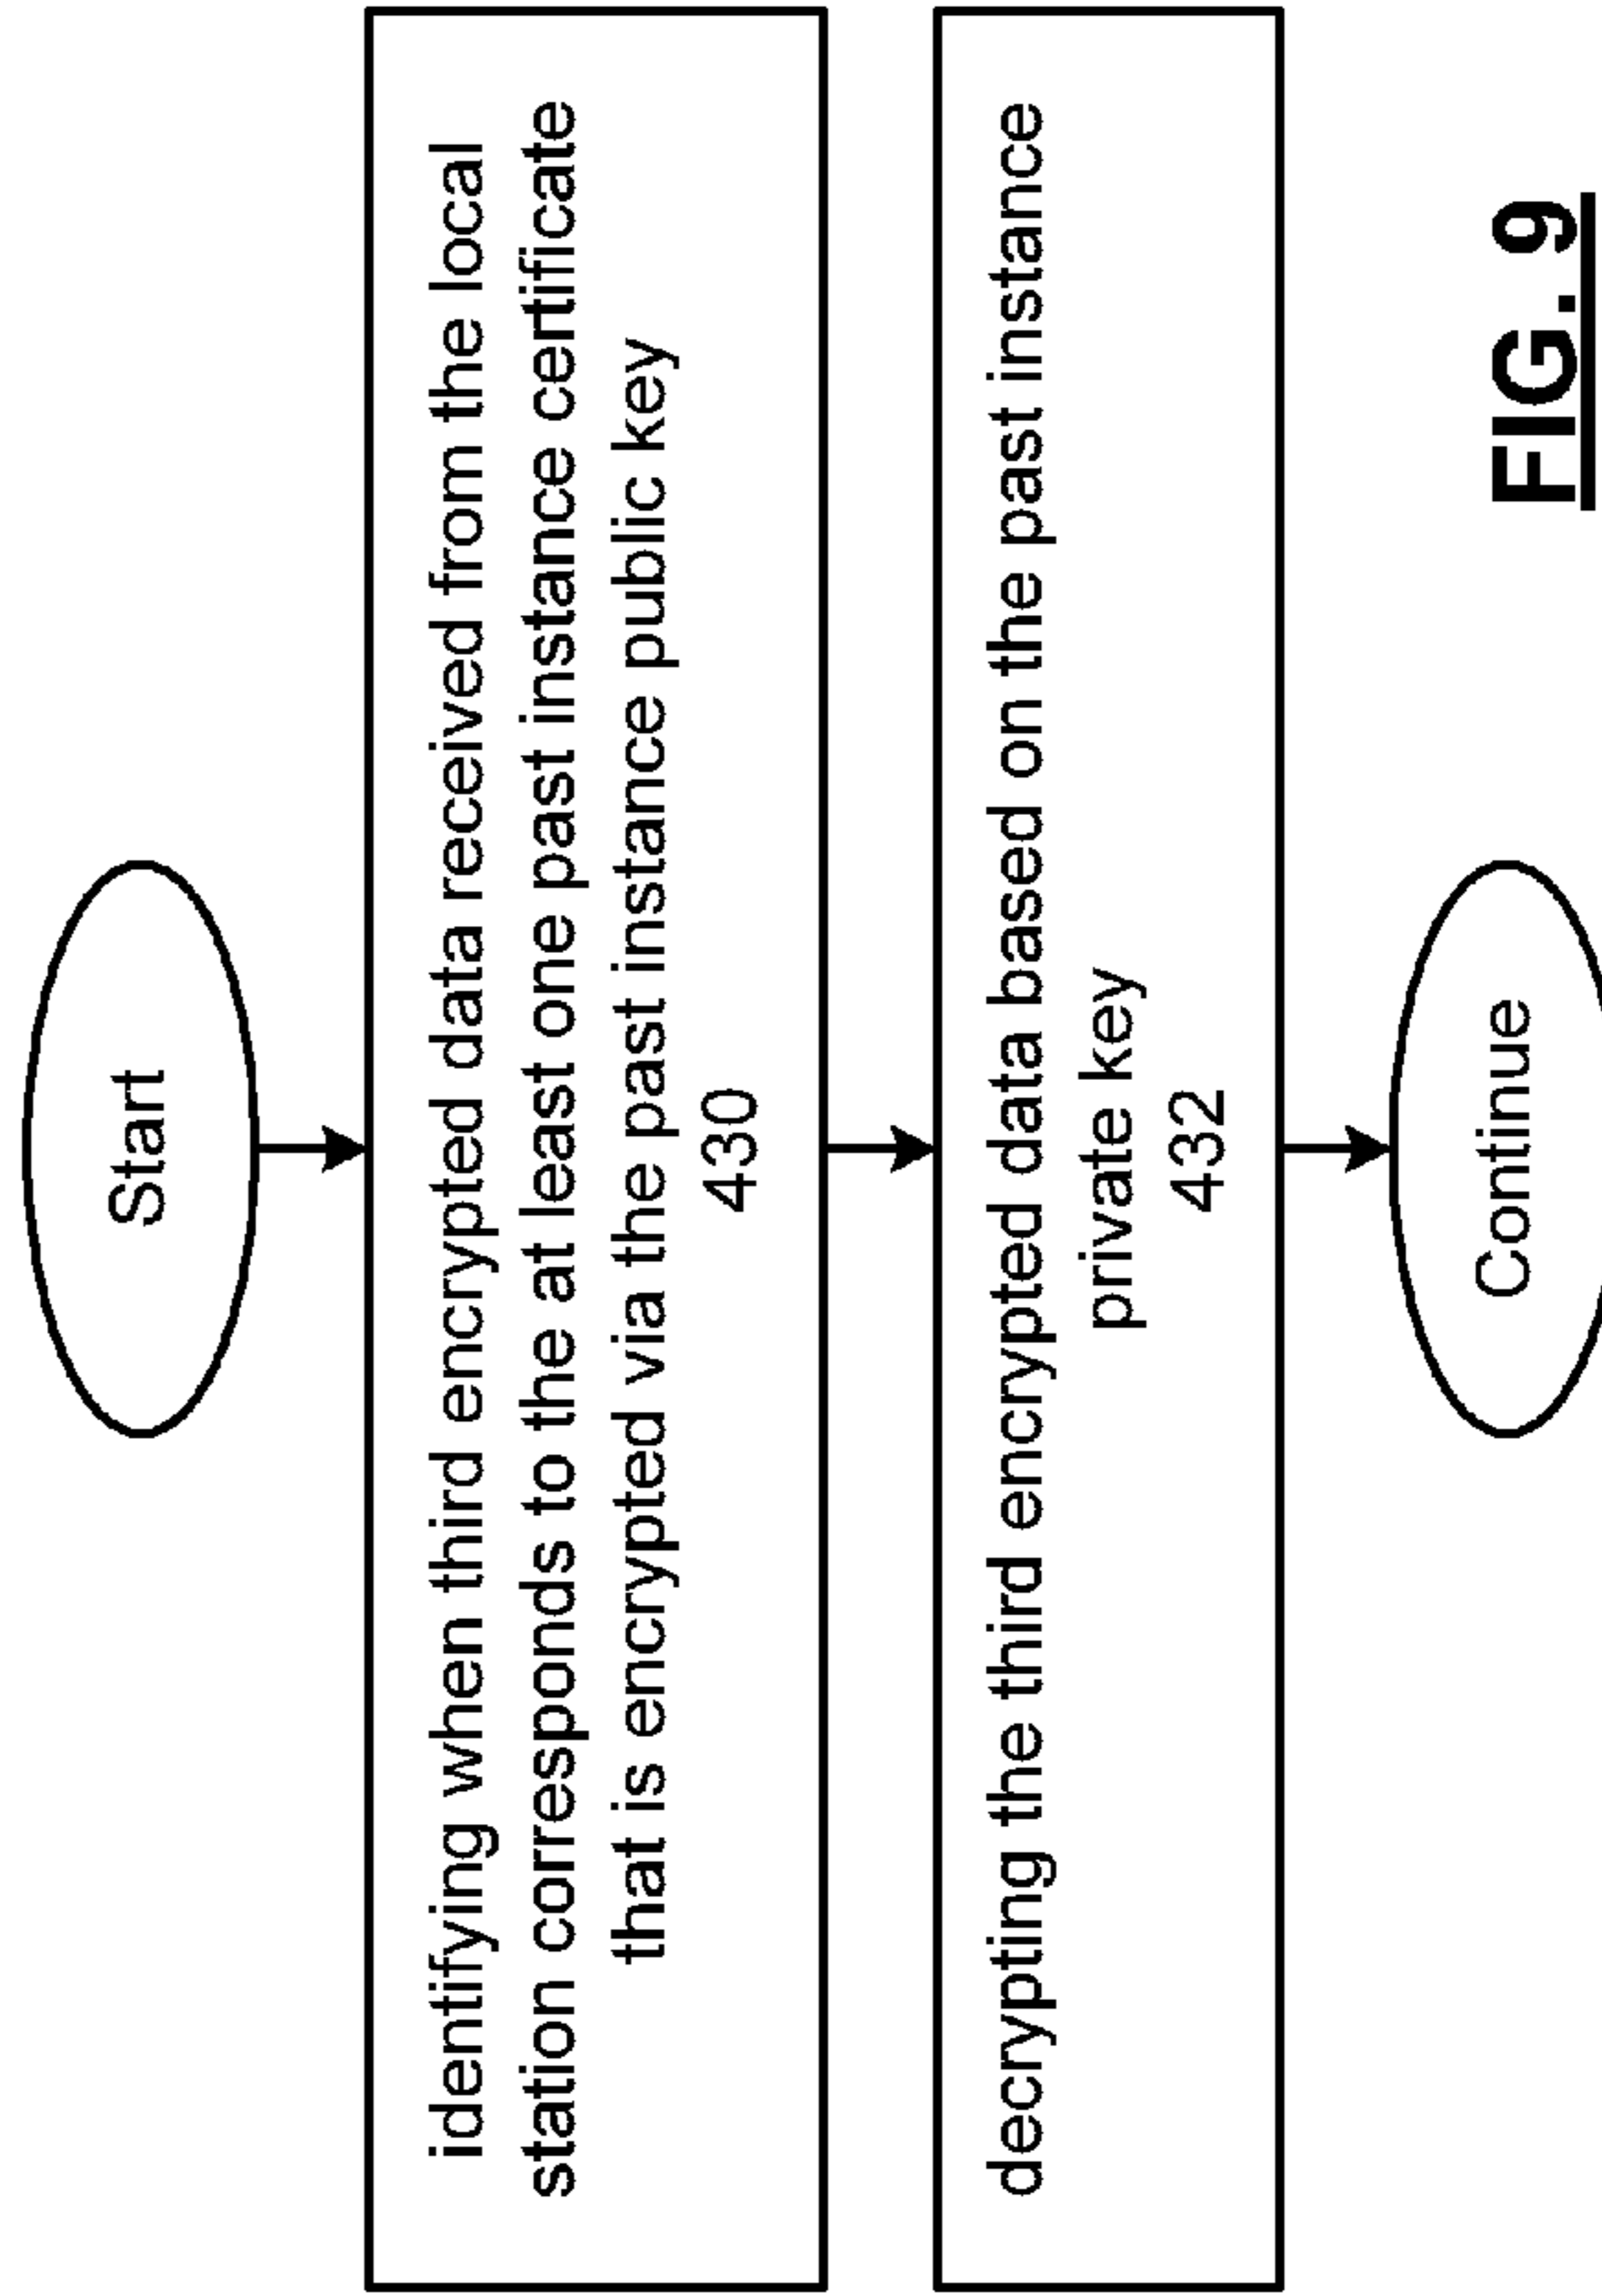 Start
identifying when third encrypted data received from the local
station corresponds to the at least one past instance certificate
that is encrypted via the past instance public key
430
decrypting the third encrypted data based on the past instance
private key
432
Continue
FIG. 9